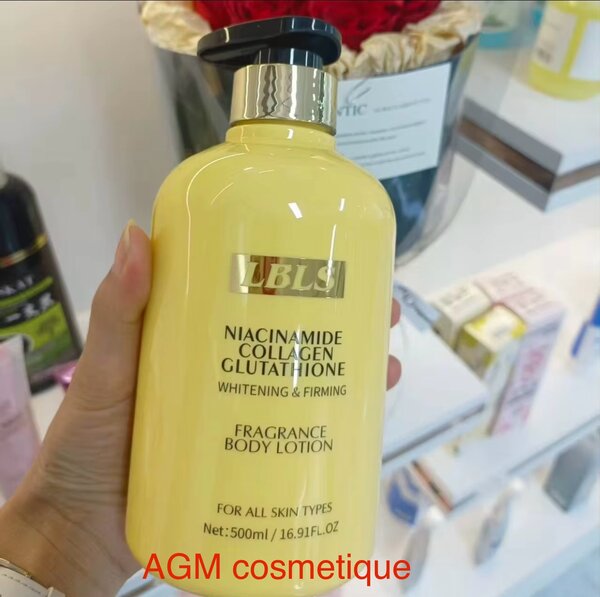 NTIC
LBLS
NIACINAMIDE
COLLAGEN
GLUTATHIONE
WHITENING & FIRMING
FRAGRANCE
BODY LOTION
FOR ALL SKIN TYPES
Net:500ml / 16.91FL.OZ
AGM cosmetique